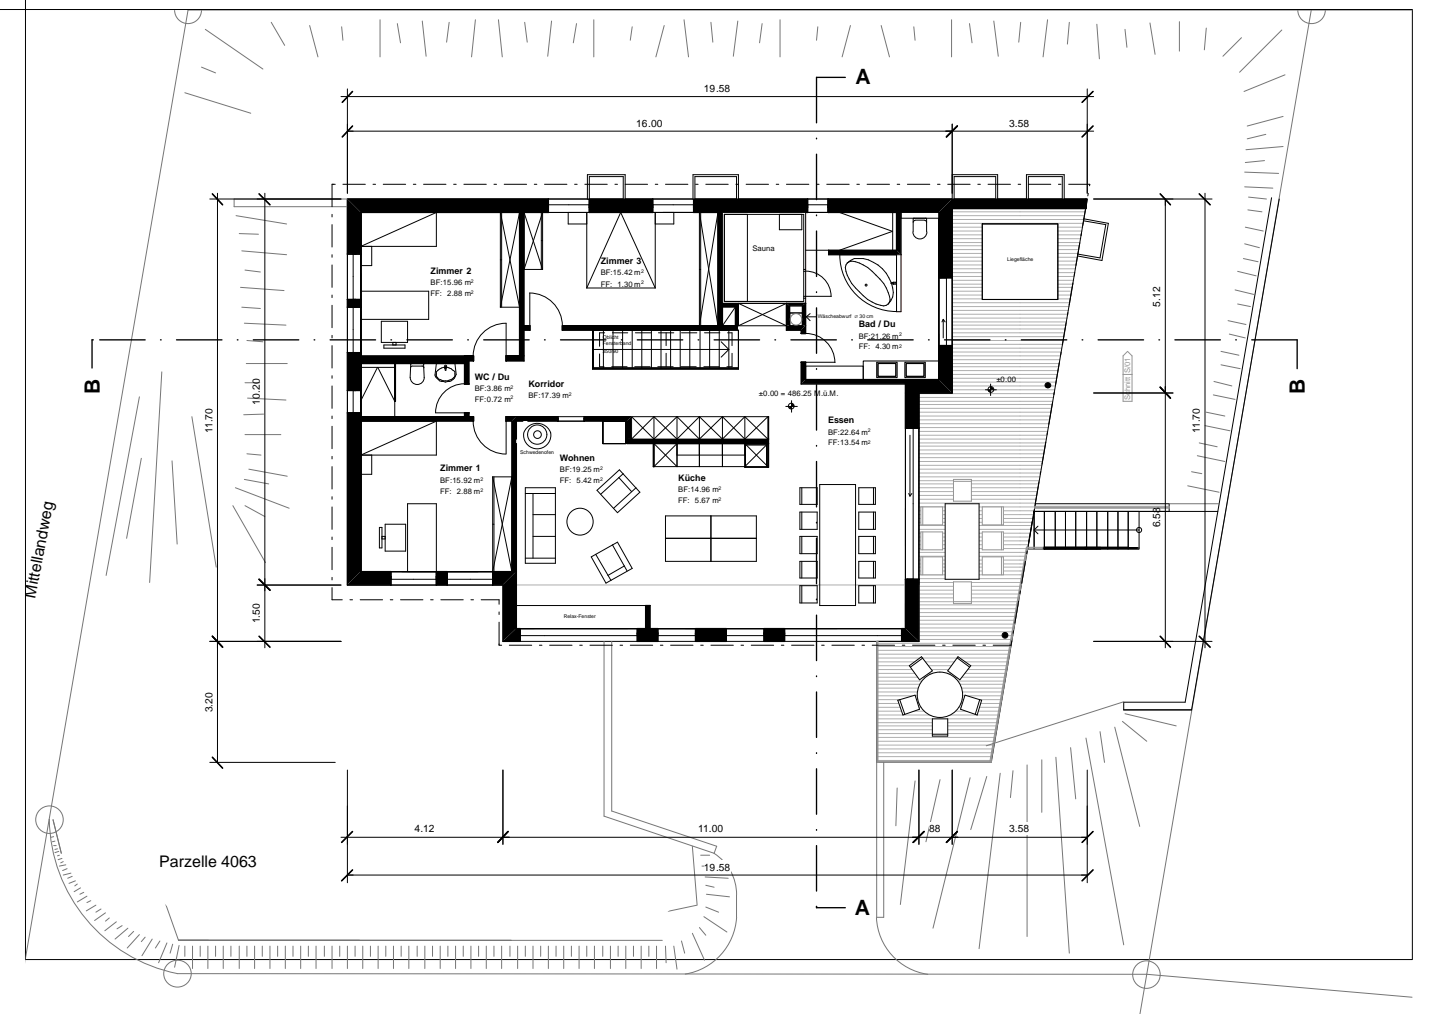 A
19.58
16.00
3.58
Zimmer 2
BF:15.96 m²
FF: 2.88 m²
Zimmer 3
BF:15.42 m²
FF: 1.30 m²
Sauna
Liegefläche
Wäscheabwurf ⌀ 30 cm
Bad / Du
BF:21.26 m²
FF: 4.30 m²
5.12
B
B
WC / Du
BF:3.86 m²
FF:0.72 m²
Korridor
BF:17.39 m²
±0.00 = 486.25 M.ü.M.
±0.00
Schnitt S/01
10.20
11.70
11.70
Essen
BF:22.64 m²
FF:13.54 m²
Schwedenofen
Wohnen
BF:19.25 m²
FF: 5.42 m²
Zimmer 1
BF:15.92 m²
FF: 2.88 m²
Küche
BF:14.96 m²
FF: 5.67 m²
6.58
Mittellandweg
1.50
Relax-Fenster
3.20
4.12
11.00
88
3.58
Parzelle 4063
19.58
A